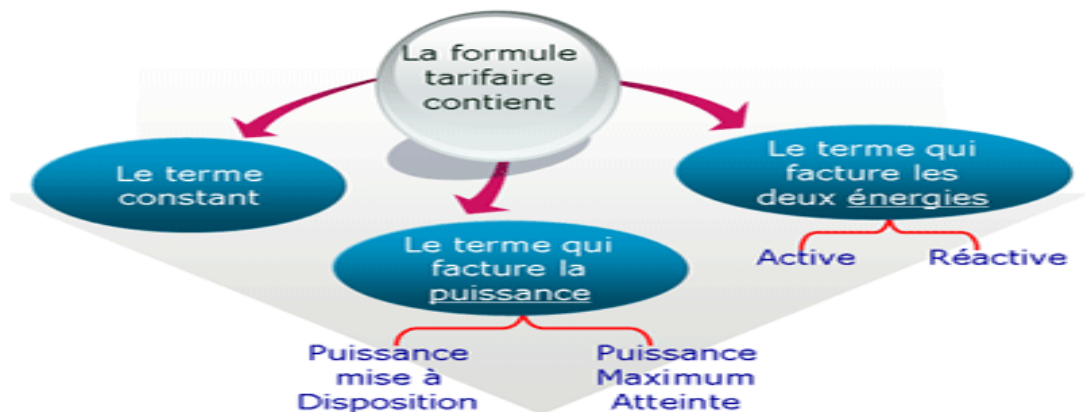 La formule
tarifaire
contient
Le terme
constant
Le terme qui
facture la
puissance
Puissance
mise à
Disposition
Puissance
Maximum
Atteinte
Le terme qui
facture les
deux énergies
Active
Réactive